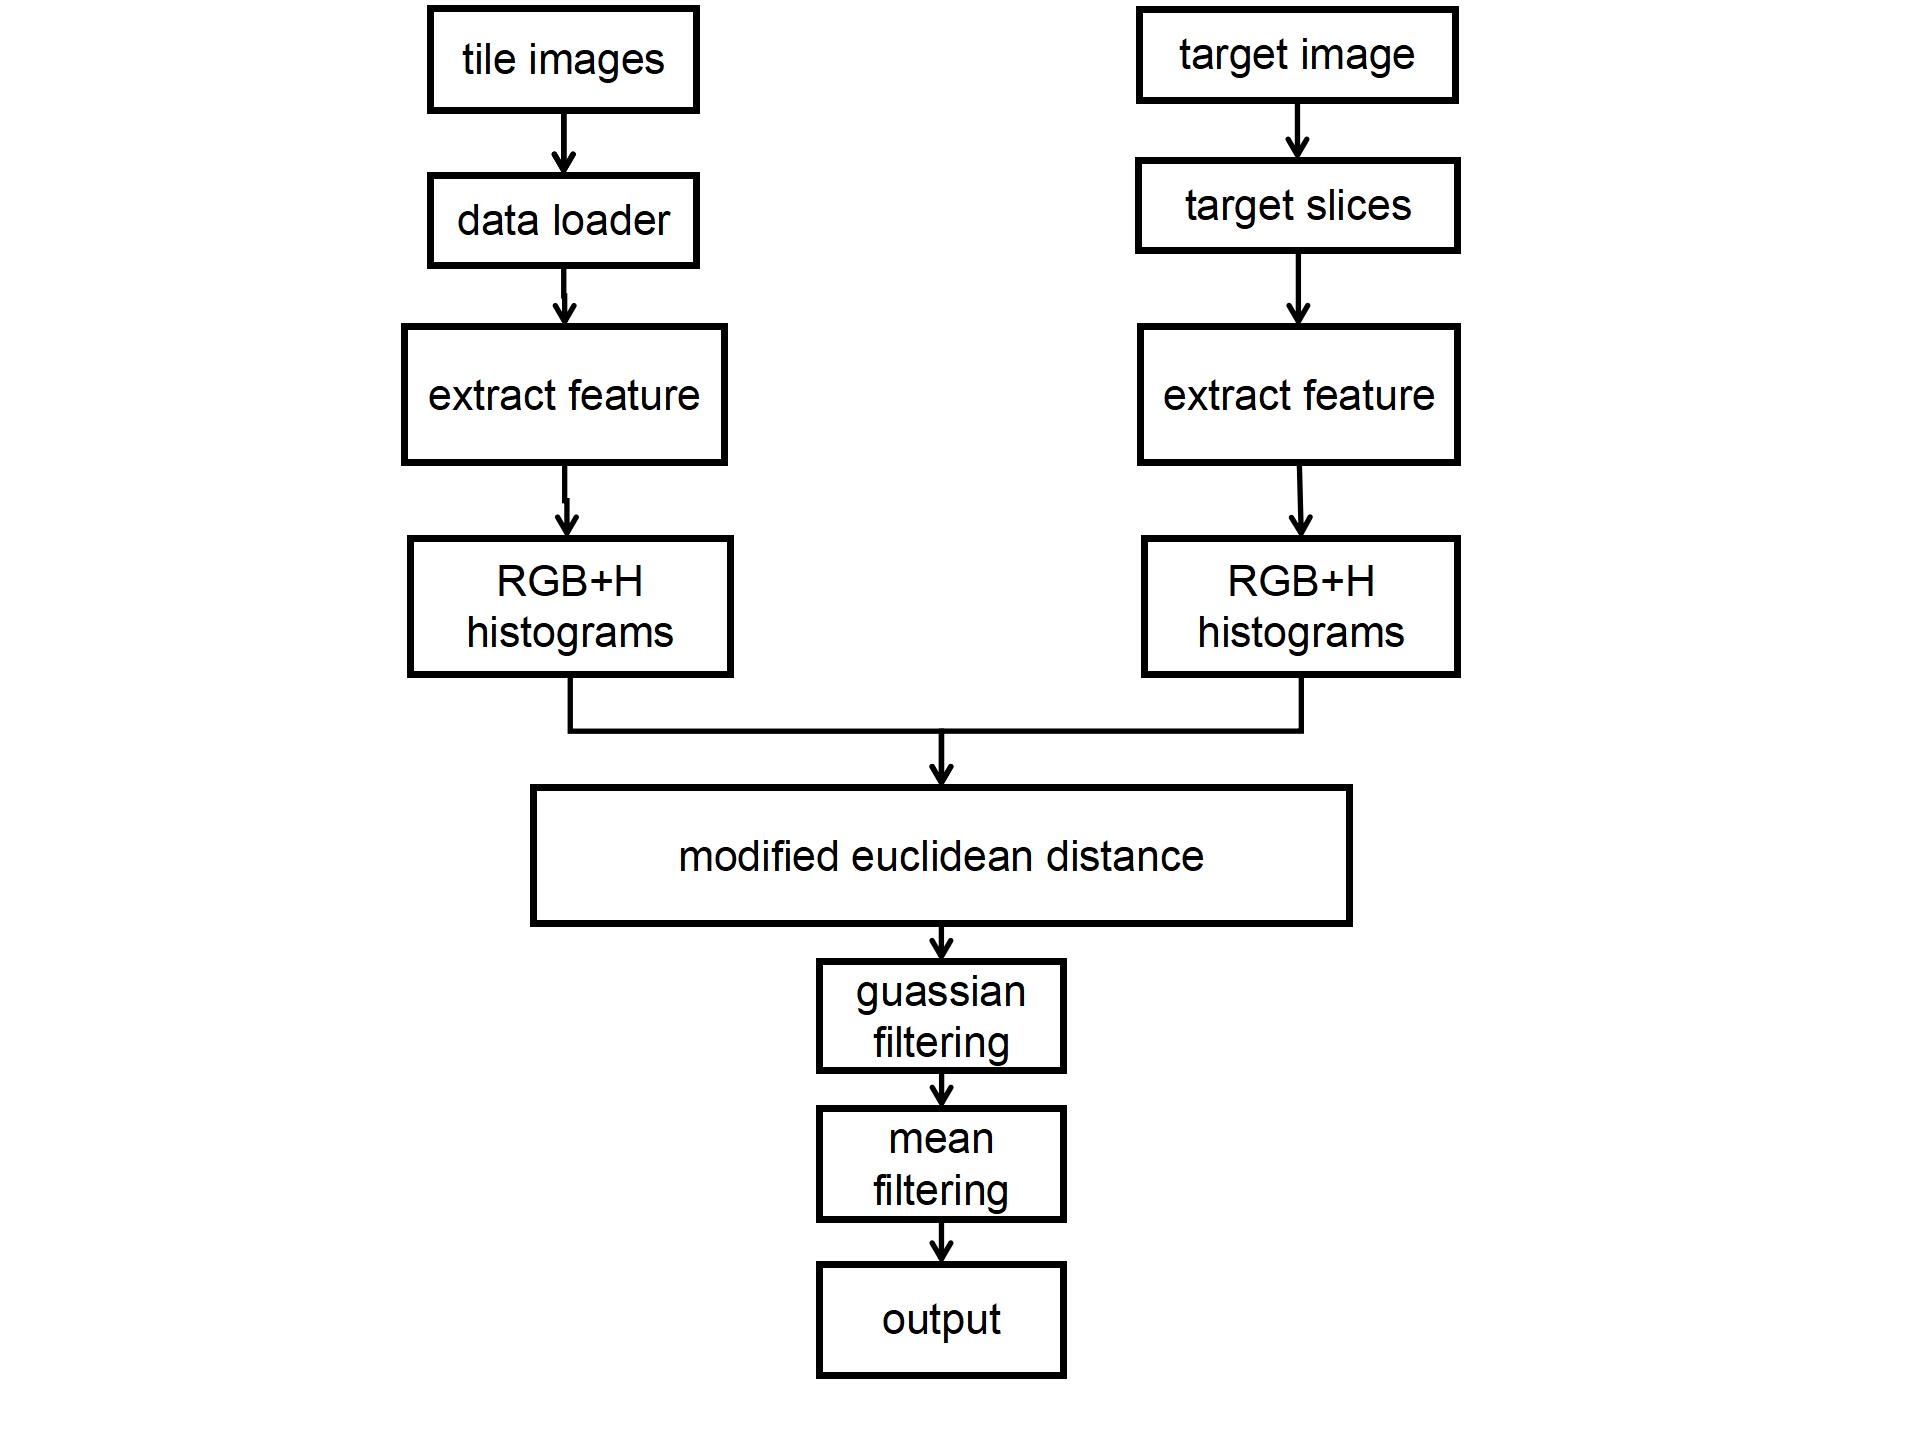 tile images
target image
data loader
target slices
extract feature
extract feature
RGB+H
histograms
RGB+H
histograms
modified euclidean distance
guassian
filtering
mean
filtering
output